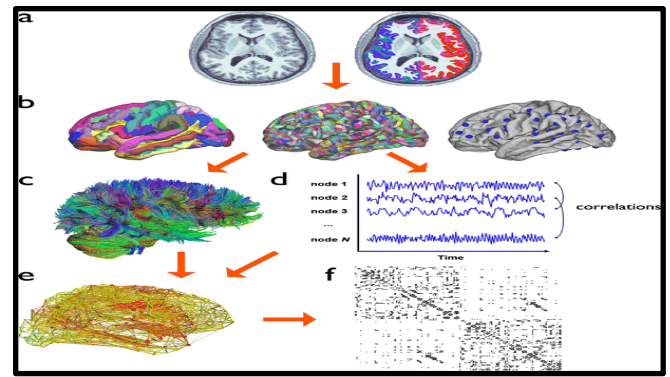 a
b
c
d
node 1
node 2
node 3
...
node N
correlations
Time
e
f